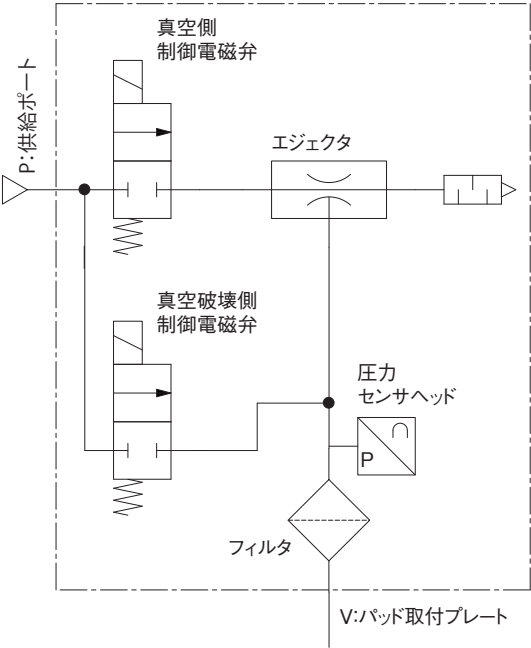 真空側
制御電磁弁
P:供給ポート
エジェクタ
真空破壊側
制御電磁弁
圧力
センサヘッド
P
フィルタ
V:パッド取付プレート